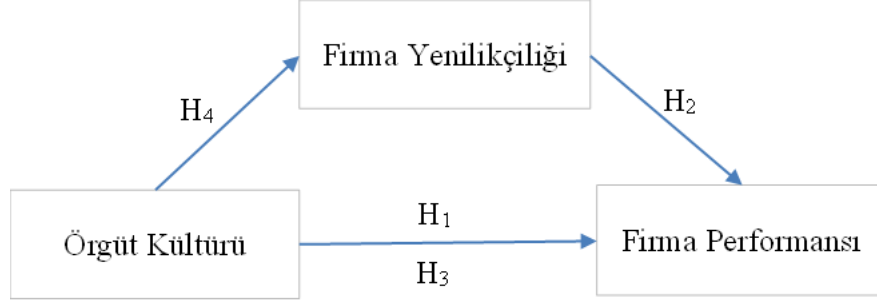 Firma Yenilikçiliği
H₄
H₂
Örgüt Kültürü
H₁
H₃
Firma Performansı